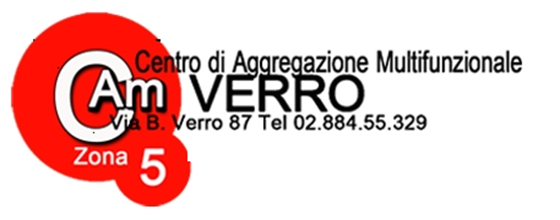 Centro di Aggregazione Multifunzionale
CAm VERRO
Via B. Verro 87 Tel 02.884.55.329
Zona 5